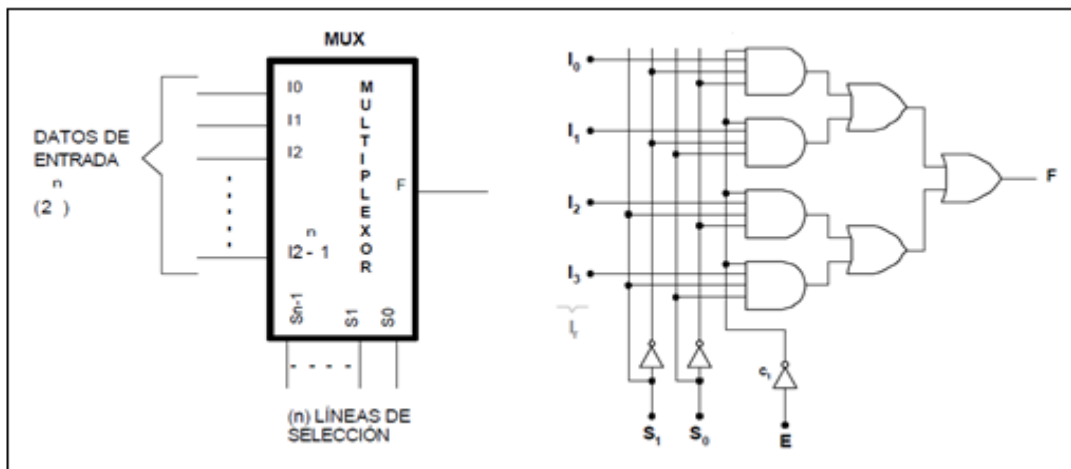 MUX
DATOS DE
ENTRADA
n
(2 )
I0
I1
I2
n
I2 - 1
MULTIPLEXOR
F
Sn-1
S1
S0
(n) LÍNEAS DE
SELECCIÓN
I0
I1
I2
I3
F
S1
S0
E